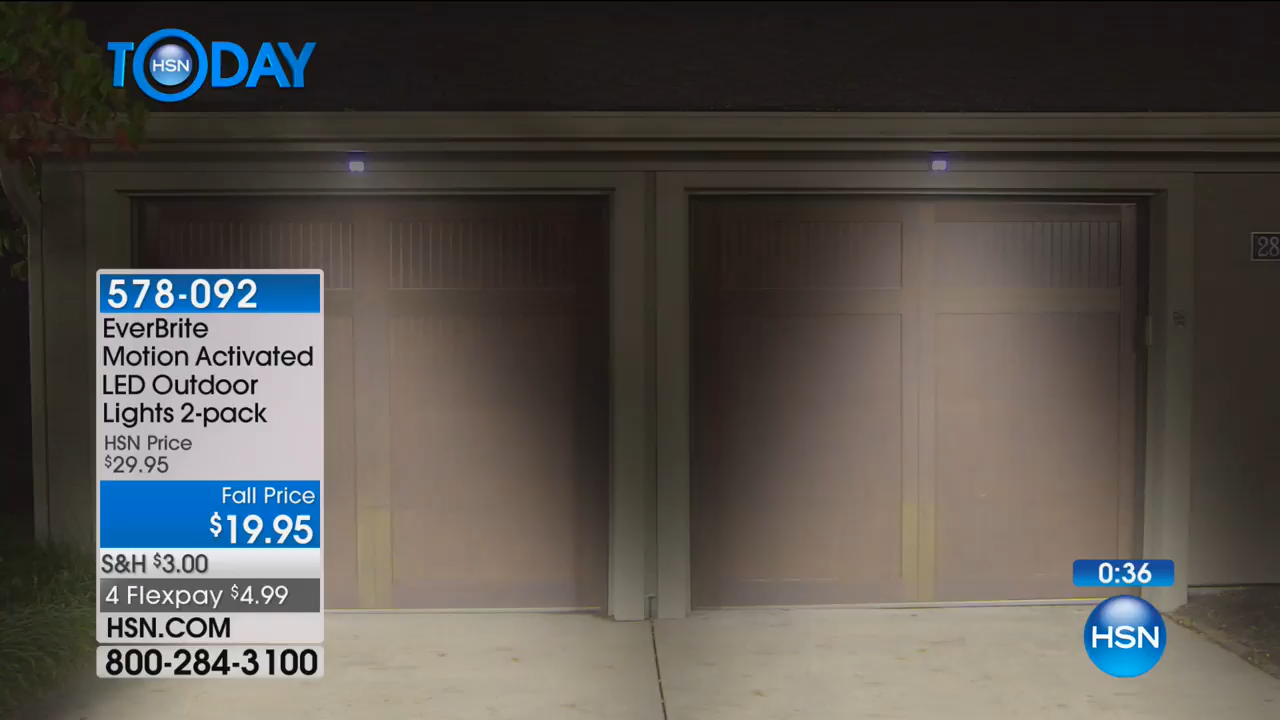 TODAY
HSN
28
578-092
EverBrite
Motion Activated
LED Outdoor
Lights 2-pack
HSN Price
$29.95
Fall Price
$19.95
S&H $3.00
4 Flexpay $4.99
HSN.COM
800-284-3100
0:36
HSN